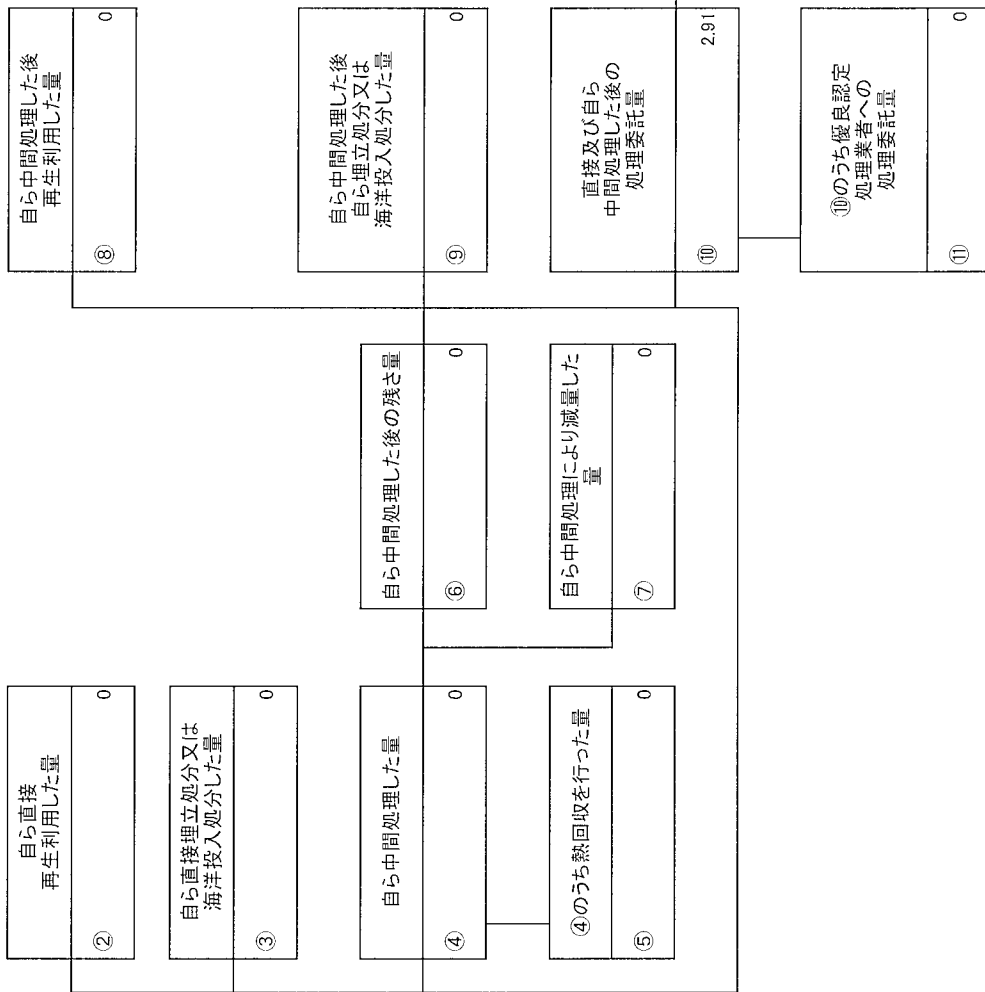 自ら直接
再生利用した量
② 0
自ら直接埋立処分又は
海洋投入処分した量
③ 0
自ら中間処理した量
④ 0
④のうち熱回収を行った量
⑤ 0
自ら中間処理した後の残さ量
⑥ 0
自ら中間処理により減量した
量
⑦ 0
自ら中間処理した後
再生利用した量
⑧ 0
自ら中間処理した後
自ら埋立処分又は
海洋投入処分した量
⑨ 0
直接及び自ら
中間処理した後の
処理委託量
⑩ 2.91
⑩のうち優良認定
処理業者への
処理委託量
⑪ 0